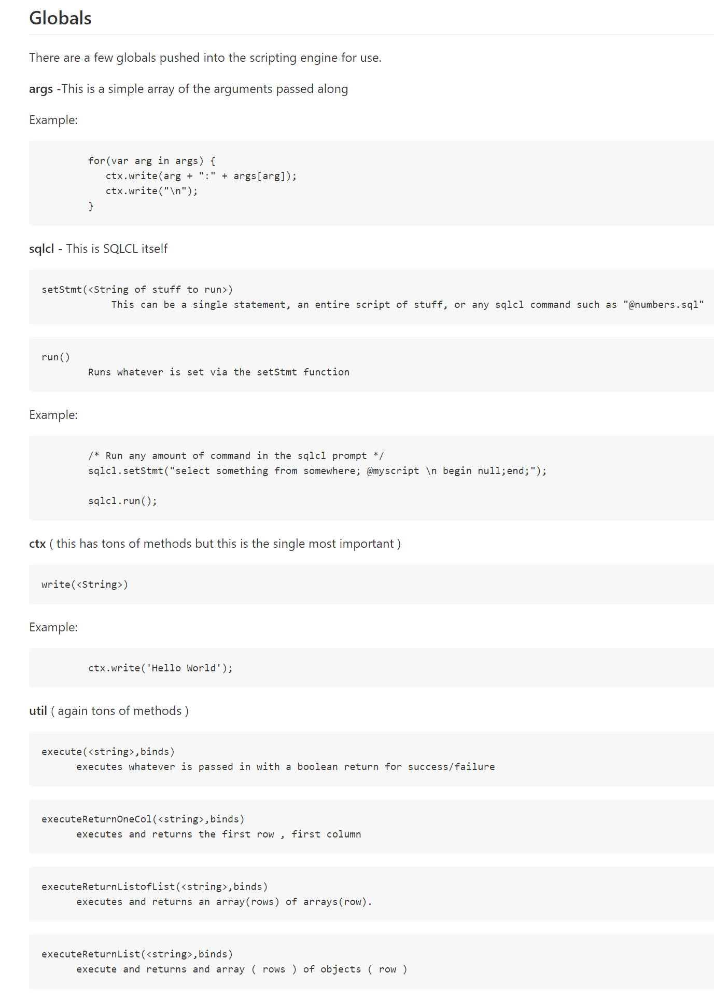 Globals
There are a few globals pushed into the scripting engine for use.
args -This is a simple array of the arguments passed along
Example:
for(var arg in args) {
ctx.write(arg + ":" + args[arg]);
ctx.write("\n");
}
sqlcl - This is SQLCL itself
setStmt(<String of stuff to run>)
This can be a single statement, an entire script of stuff, or any sqlcl command such as "@numbers.sql"
run()
Runs whatever is set via the setStmt function
Example:
/* Run any amount of command in the sqlcl prompt */
sqlcl.setStmt("select something from somewhere; @myscript \n begin null;end;");
sqlcl.run();
ctx ( this has tons of methods but this is the single most important )
write(<String>)
Example:
ctx.write('Hello World');
util ( again tons of methods )
execute(<string>,binds)
executes whatever is passed in with a boolean return for success/failure
executeReturnOneCol(<string>,binds)
executes and returns the first row , first column
executeReturnListofList(<string>,binds)
executes and returns an array(rows) of arrays(row).
executeReturnList(<string>,binds)
execute and returns and array ( rows ) of objects ( row )